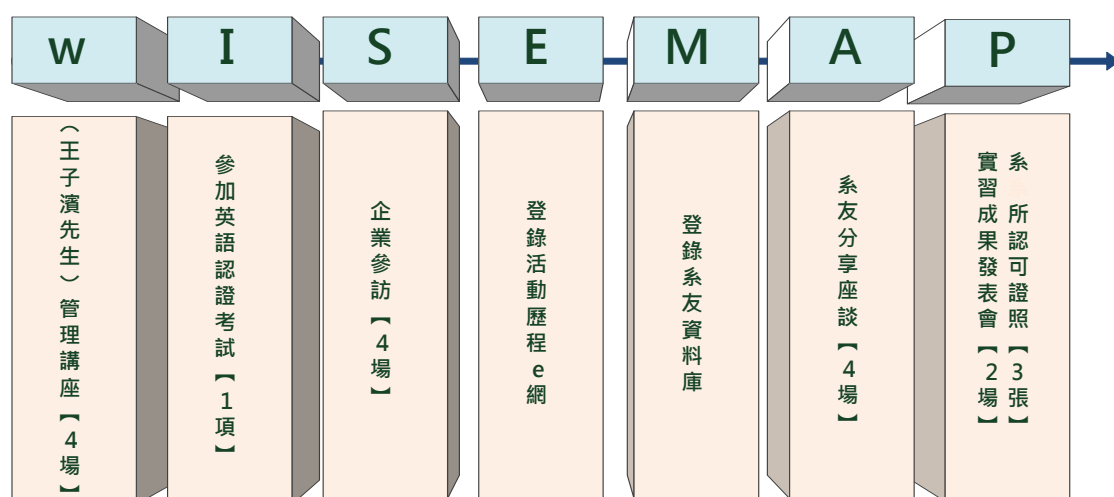 w
I
S
E
M
A
P
（王子濱先生）管理講座【4場】
參加英語認證考試【1項】
企業參訪【4場】
登錄活動歷程e網
登錄系友資料庫
系友分享座談【4場】
系所認可證照【3張】
實習成果發表會【2場】